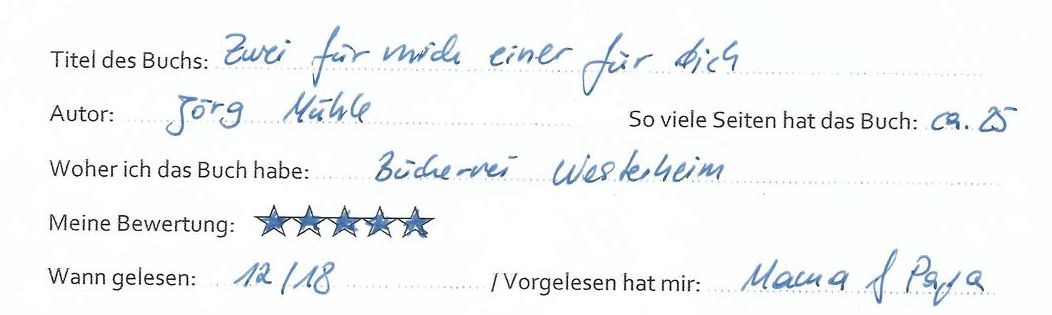 Titel des Buchs: Zwei für mich einer für dich
Autor: Jörg Mühle So viele Seiten hat das Buch: ca. 25
Woher ich das Buch habe: Bücherei Westerheim
Meine Bewertung:
Wann gelesen: 12/18 / Vorgelesen hat mir: Mama & Papa